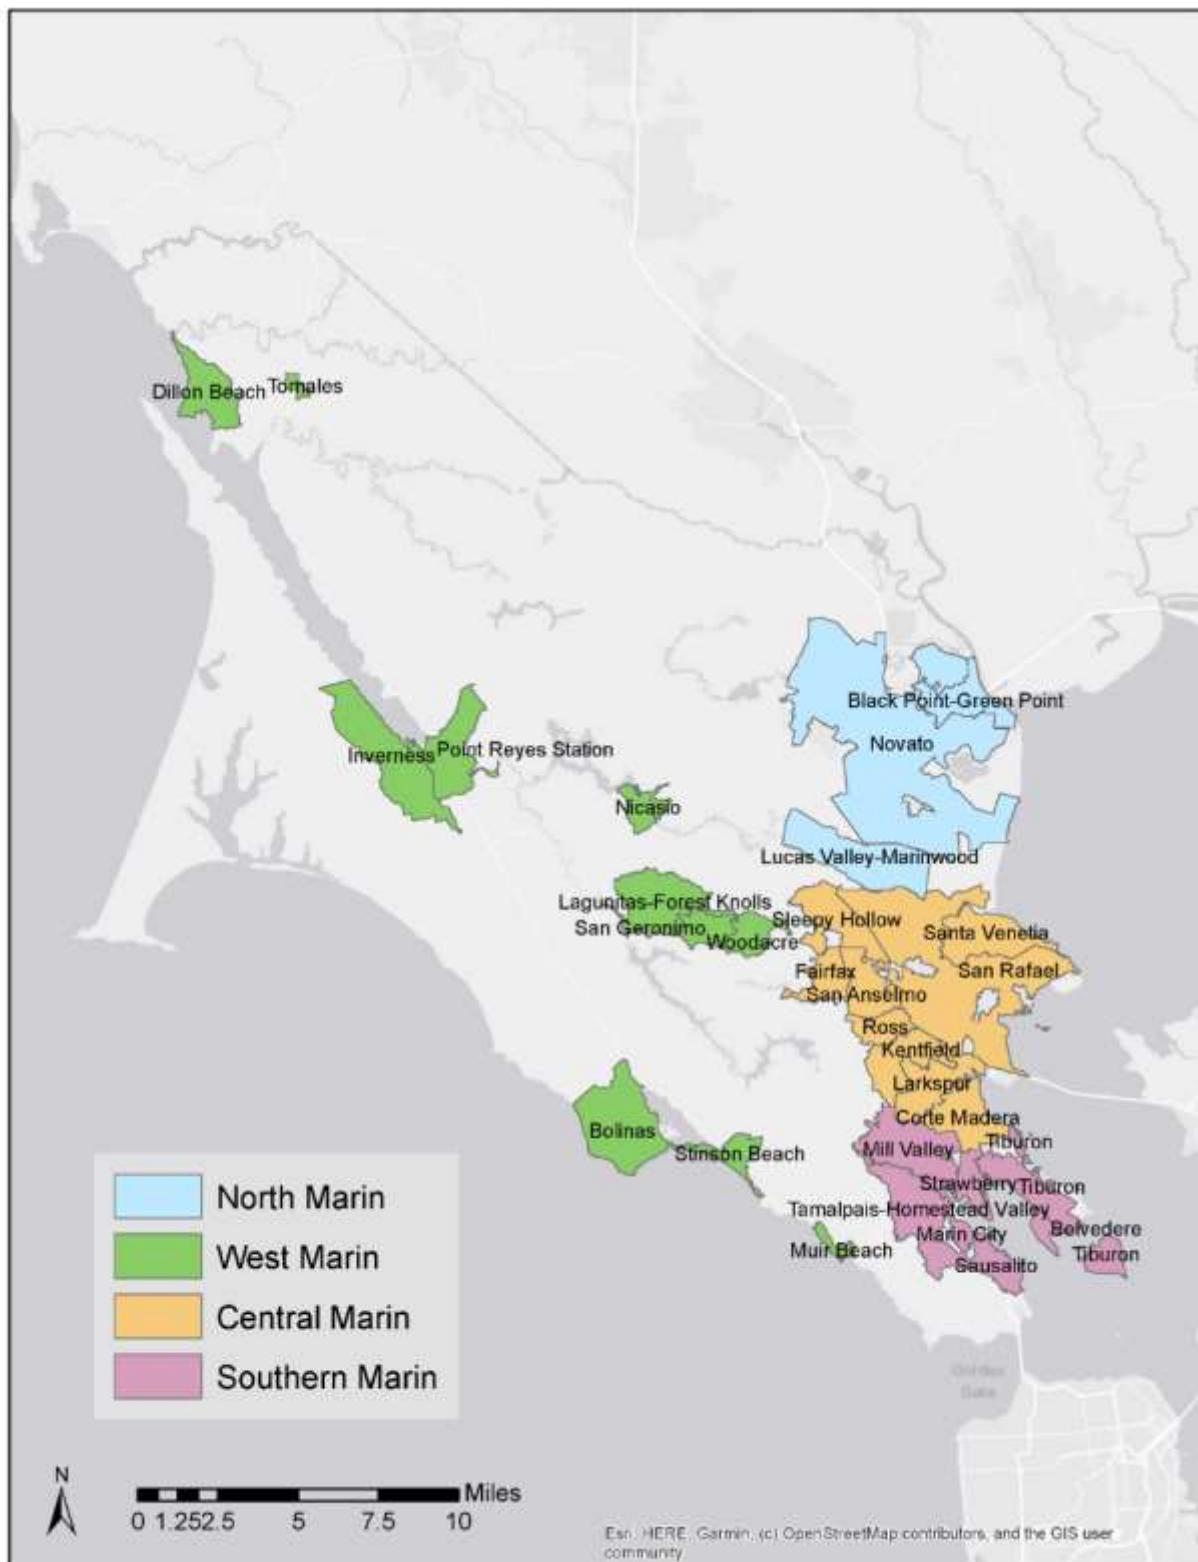 Dillon Beach
Tomales
Black Point-Green Point
Novato
Inverness
Point Reyes Station
Nicasio
Lucas Valley-Marinwood
Lagunitas-Forest Knolls
San Geronimo
Woodacre
Sleepy Hollow
Santa Venetia
Fairfax
San Rafael
San Anselmo
Ross
Kentfield
Larkspur
Corte Madera
Bolinas
Stinson Beach
Mill Valley
Tiburon
Strawberry
Tiburon
Tamalpais-Homestead Valley
Marin City
Belvedere
Muir Beach
Sausalito
Tiburon
North Marin
West Marin
Central Marin
Southern Marin
Golden
Gate
N
Miles
0 1.252.5 5 7.5 10
Esri, HERE, Garmin, (c) OpenStreetMap contributors, and the GIS user
community